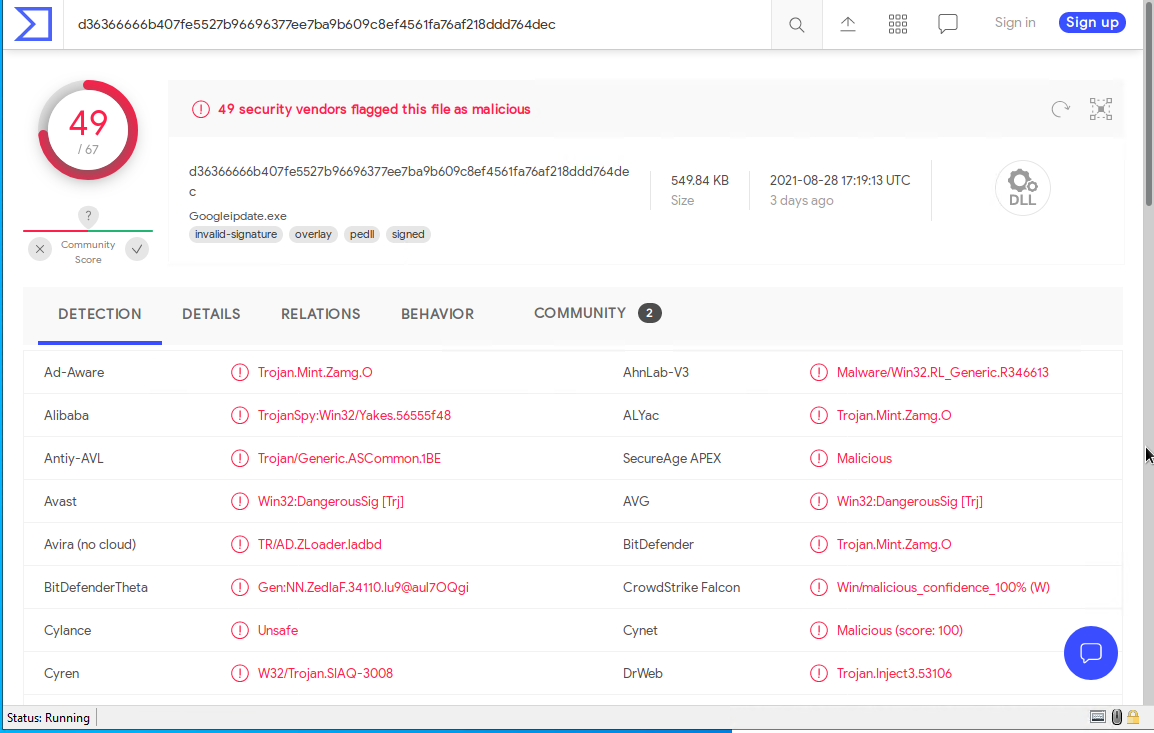 d36366666b407fe5527b96696377ee7ba9b609c8ef4561fa76af218ddd764dec
Sign in
Sign up
49
/ 67
?
Community
Score
49 security vendors flagged this file as malicious
d36366666b407fe5527b96696377ee7ba9b609c8ef4561fa76af218ddd764de
c
Googleipdate.exe
invalid-signature overlay pedll signed
549.84 KB
Size
2021-08-28 17:19:13 UTC
3 days ago
DLL
DETECTION DETAILS RELATIONS BEHAVIOR COMMUNITY 2
Ad-Aware Trojan.Mint.Zamg.O AhnLab-V3 Malware/Win32.RL_Generic.R346613
Alibaba TrojanSpy:Win32/Yakes.56555f48 ALYac Trojan.Mint.Zamg.O
Antiy-AVL Trojan/Generic.ASCommon.1BE SecureAge APEX Malicious
Avast Win32:DangerousSig [Trj] AVG Win32:DangerousSig [Trj]
Avira (no cloud) TR/AD.ZLoader.ladbd BitDefender Trojan.Mint.Zamg.O
BitDefenderTheta Gen:NN.ZedlaF.34110.lu9@aul7OQgi CrowdStrike Falcon Win/malicious_confidence_100% (W)
Cylance Unsafe Cynet Malicious (score: 100)
Cyren W32/Trojan.SIAQ-3008 DrWeb Trojan.Inject3.53106
Status: Running